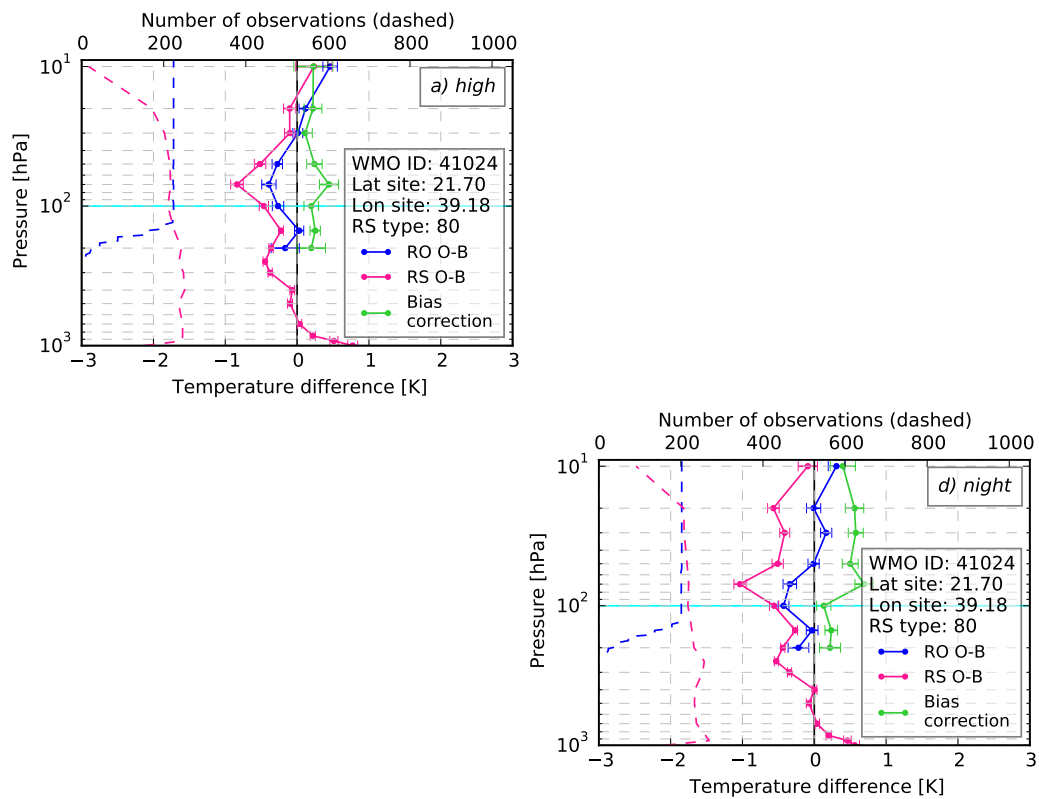 Number of observations (dashed)
0 200 400 600 800 1000
10¹
a) high
WMO ID: 41024
Lat site: 21.70
Lon site: 39.18
RS type: 80
RO O-B
RS O-B
Bias
correction
10²
10³
Pressure [hPa]
−3 −2 −1 0 1 2 3
Temperature difference [K]
Number of observations (dashed)
0 200 400 600 800 1000
10¹
d) night
WMO ID: 41024
Lat site: 21.70
Lon site: 39.18
RS type: 80
RO O-B
RS O-B
Bias
correction
10²
10³
Pressure [hPa]
−3 −2 −1 0 1 2 3
Temperature difference [K]